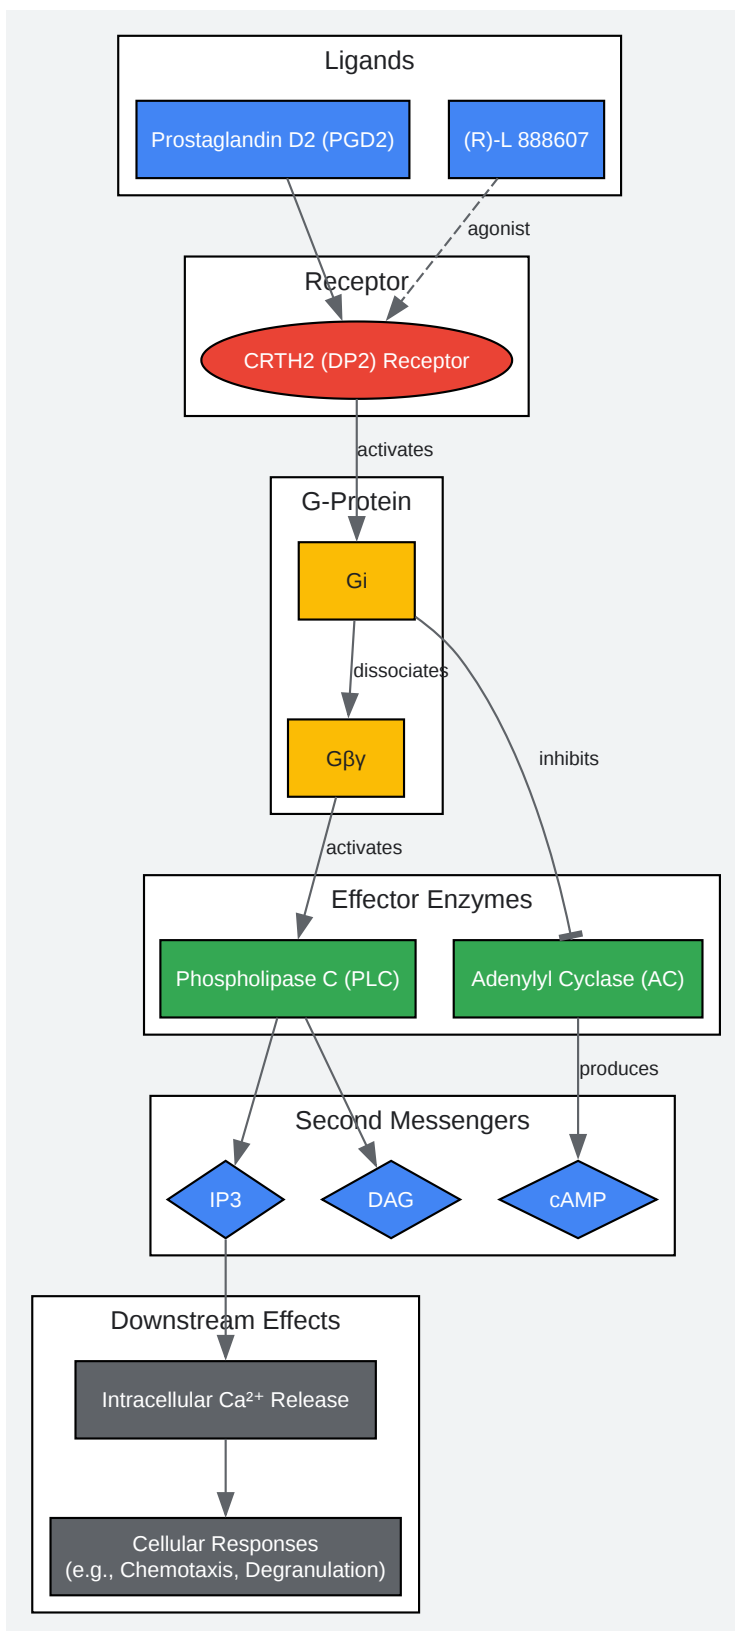 Ligands
Prostaglandin D2 (PGD2)
(R)-L 888607
agonist
Receptor
CRTH2 (DP2) Receptor
activates
G-Protein
Gi
dissociates
Gβγ
inhibits
activates
Effector Enzymes
Phospholipase C (PLC)
Adenylyl Cyclase (AC)
produces
Second Messengers
IP3
DAG
cAMP
Downstream Effects
Intracellular Ca²⁺ Release
Cellular Responses
(e.g., Chemotaxis, Degranulation)